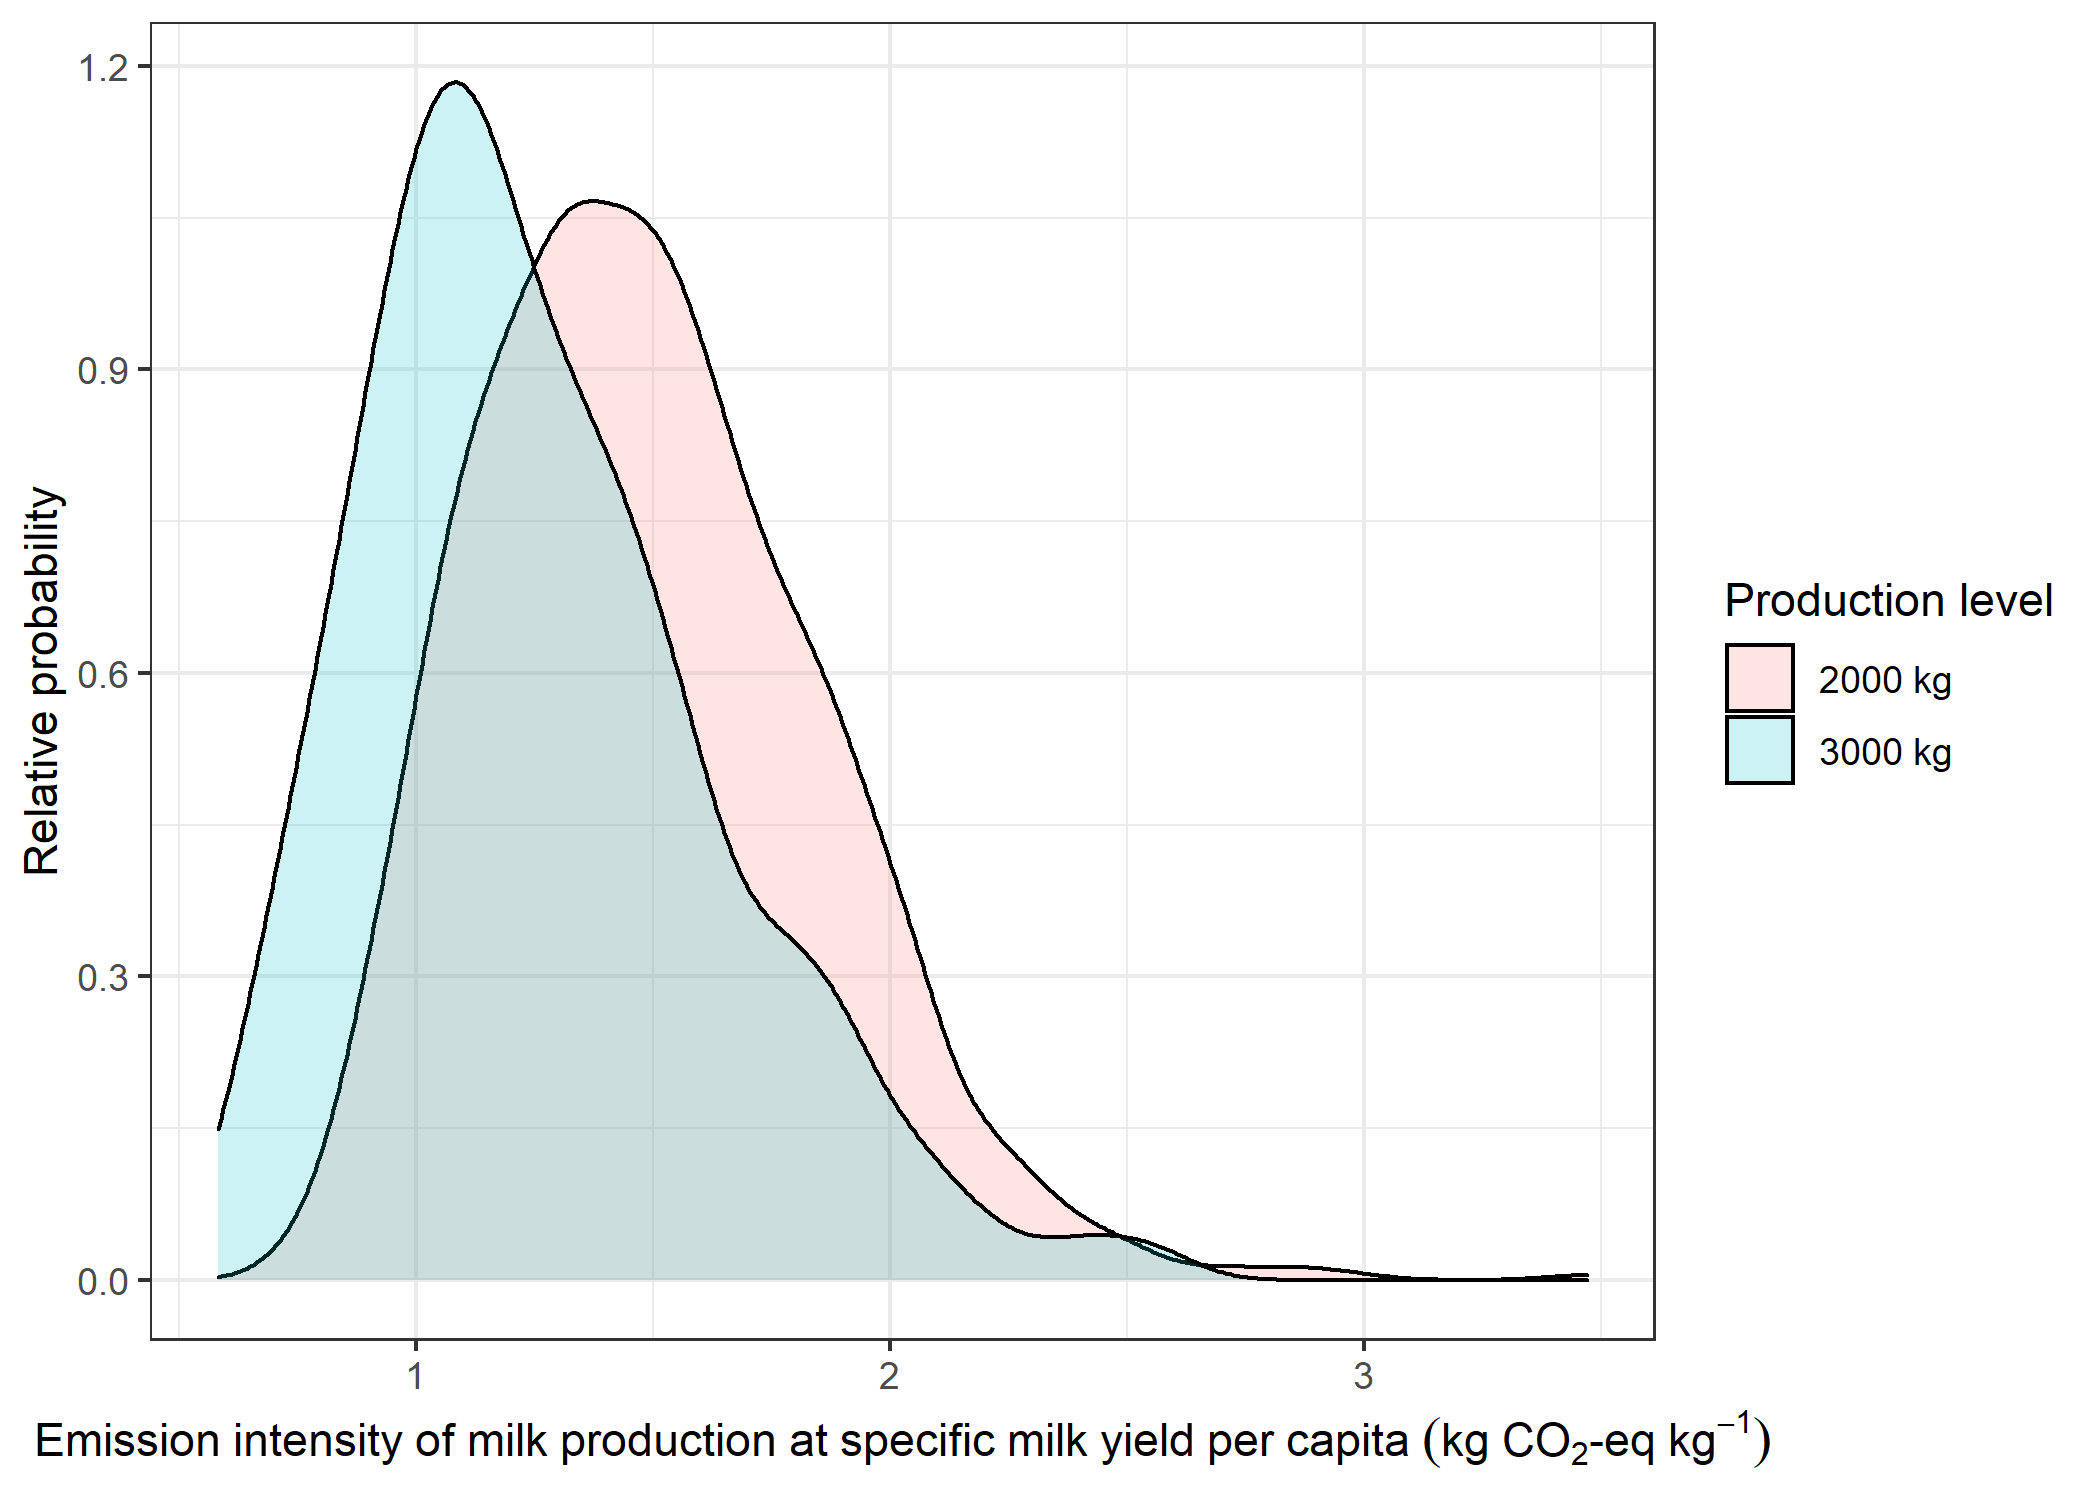 Relative probability
1.2
0.9
0.6
0.3
0.0
1 2 3
Emission intensity of milk production at specific milk yield per capita (kg CO₂-eq kg⁻¹)
Production level
2000 kg
3000 kg